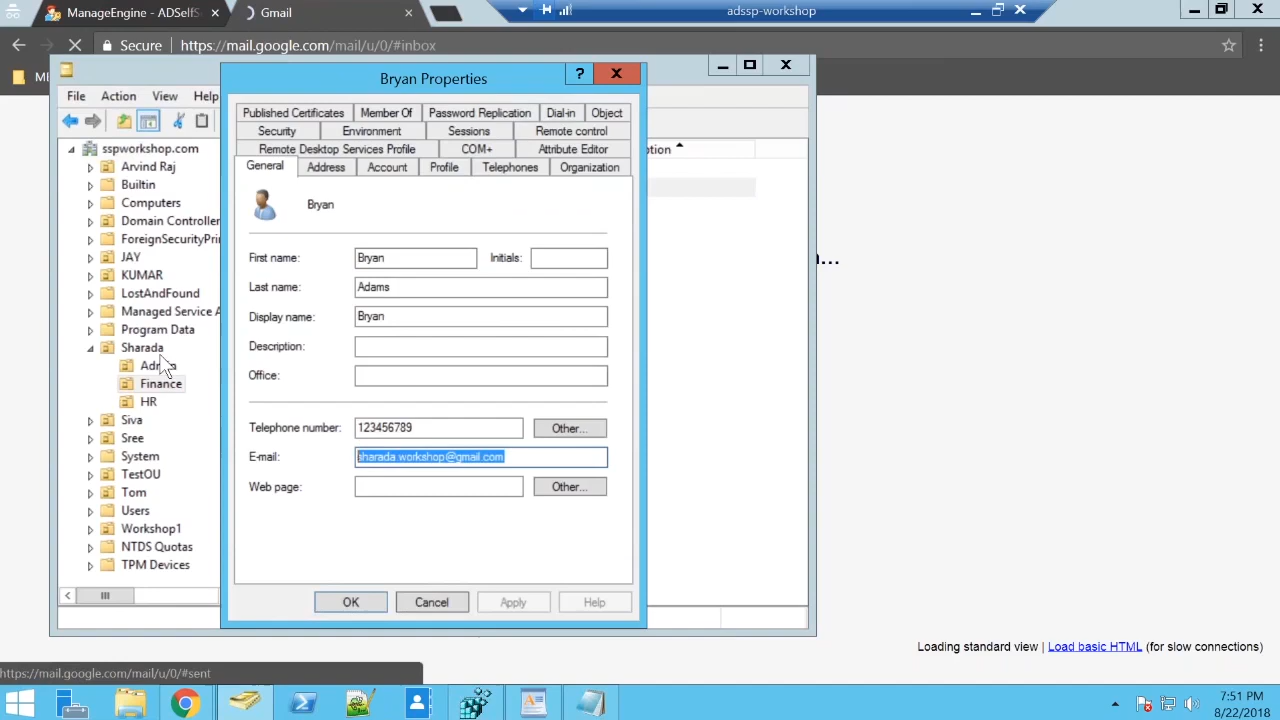 ManageEngine - ADSelfS
Gmail
adssp-workshop
Secure
https://mail.google.com/mail/u/0/#inbox
Bryan Properties
File Action View Help
Published Certificates Member Of Password Replication Dial-in Object
Security Environment Sessions Remote control
Remote Desktop Services Profile COM+ Attribute Editor
General Address Account Profile Telephones Organization
sspworkshop.com
Arvind Raj
Builtin
Computers
Domain Controller
ForeignSecurityPri
JAY
KUMAR
LostAndFound
Managed Service A
Program Data
Sharada
Finance
HR
Siva
Sree
System
TestOU
Tom
Users
Workshop1
NTDS Quotas
TPM Devices
Bryan
First name: Bryan Initials:
Last name: Adams
Display name: Bryan
Description:
Office:
Telephone number: 123456789 Other...
E-mail: sharada.workshop@gmail.com
Web page: Other...
OK Cancel Apply Help
Loading standard view | Load basic HTML (for slow connections)
https://mail.google.com/mail/u/0/#sent
7:51 PM
8/22/2018